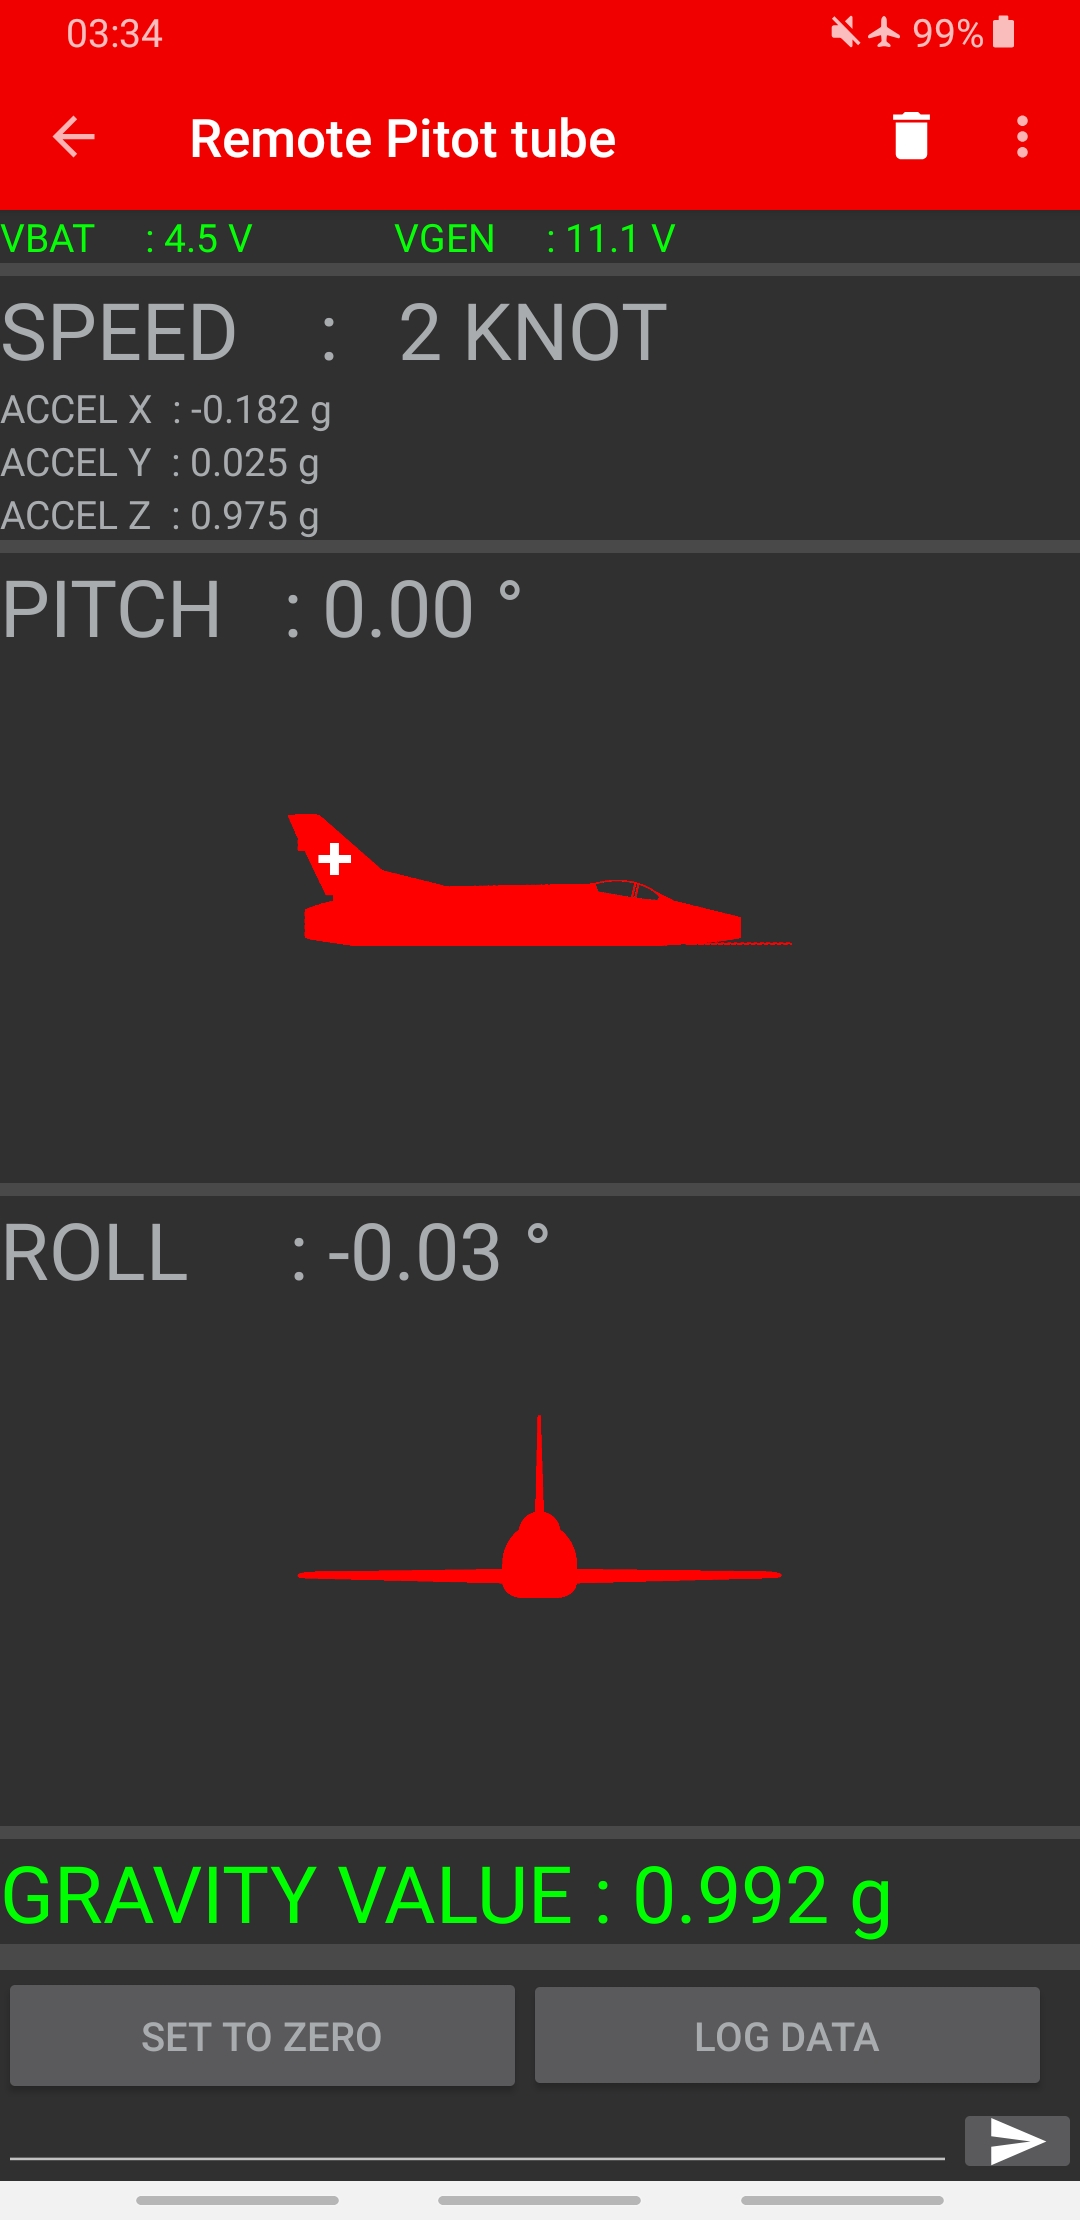 03:34 99%
Remote Pitot tube
VBAT : 4.5 V VGEN : 11.1 V
SPEED : 2 KNOT
ACCEL X : -0.182 g
ACCEL Y : 0.025 g
ACCEL Z : 0.975 g
PITCH : 0.00 °
ROLL : -0.03 °
GRAVITY VALUE : 0.992 g
SET TO ZERO LOG DATA